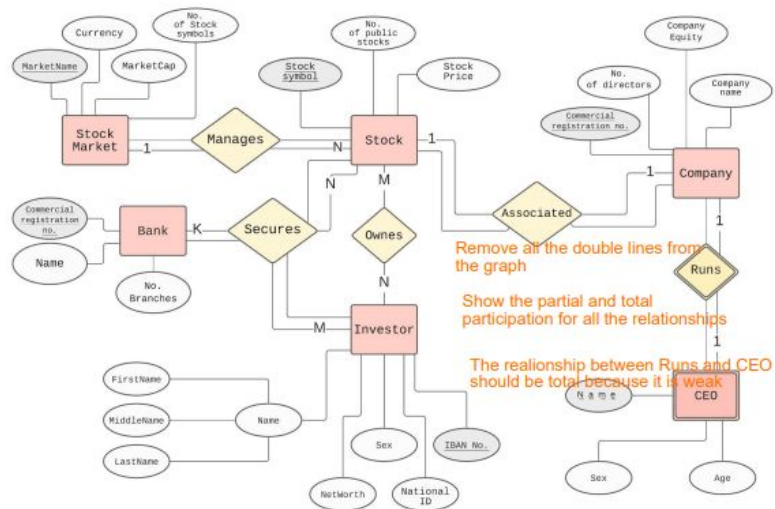 No.
of Stock
symbols
Currency
MarketName
MarketCap
Stock
Market
1
Manages
N
No.
of public
stocks
Stock
symbol
Stock
Price
Stock
1
N
M
Company
Equity
No.
of directors
Company
name
Commercial
registration no.
Company
1
1
Associated
Commercial
registration
no.
Name
Bank
K
Secures
No.
Branches
Ownes
N
M
Investor
Remove all the double lines from
the graph
Show the partial and total
participation for all the relationships
The realionship between Runs and CEO
should be total because it is weak
Runs
1
CEO
Name
Sex
Age
FirstName
MiddleName
LastName
Name
Sex
IBAN No.
NetWorth
National
ID